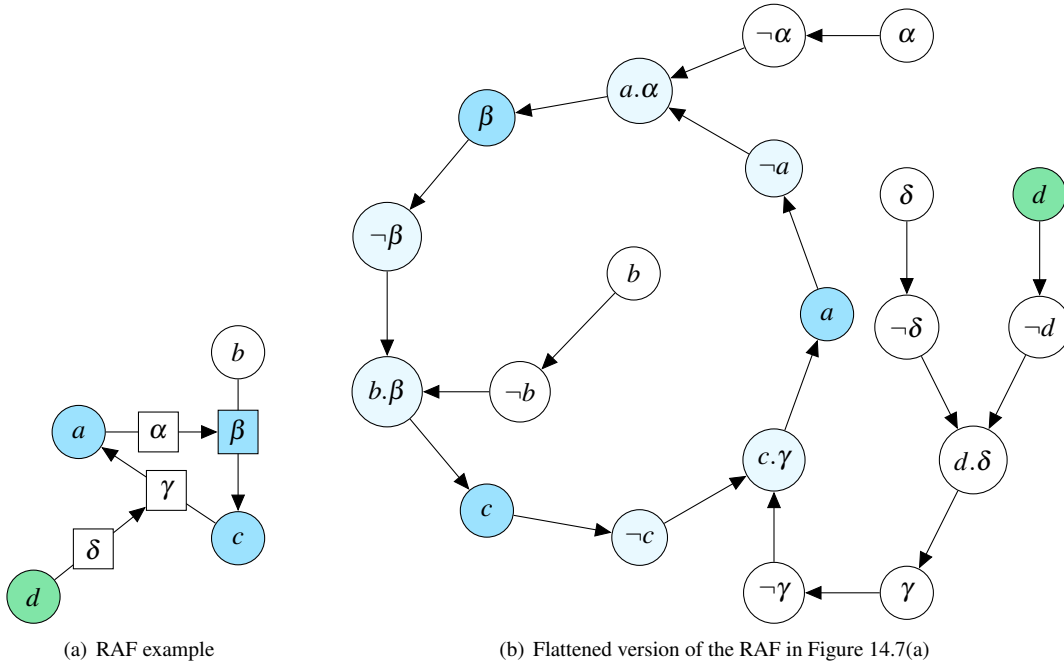 ¬α α
a.α
β
¬a
δ d
¬β
b
a
¬δ ¬d
b
b.β ¬b
a α β
c.γ d.δ
γ
c
c ¬c
δ
d
¬γ γ
(a) RAF example (b) Flattened version of the RAF in Figure 14.7(a)